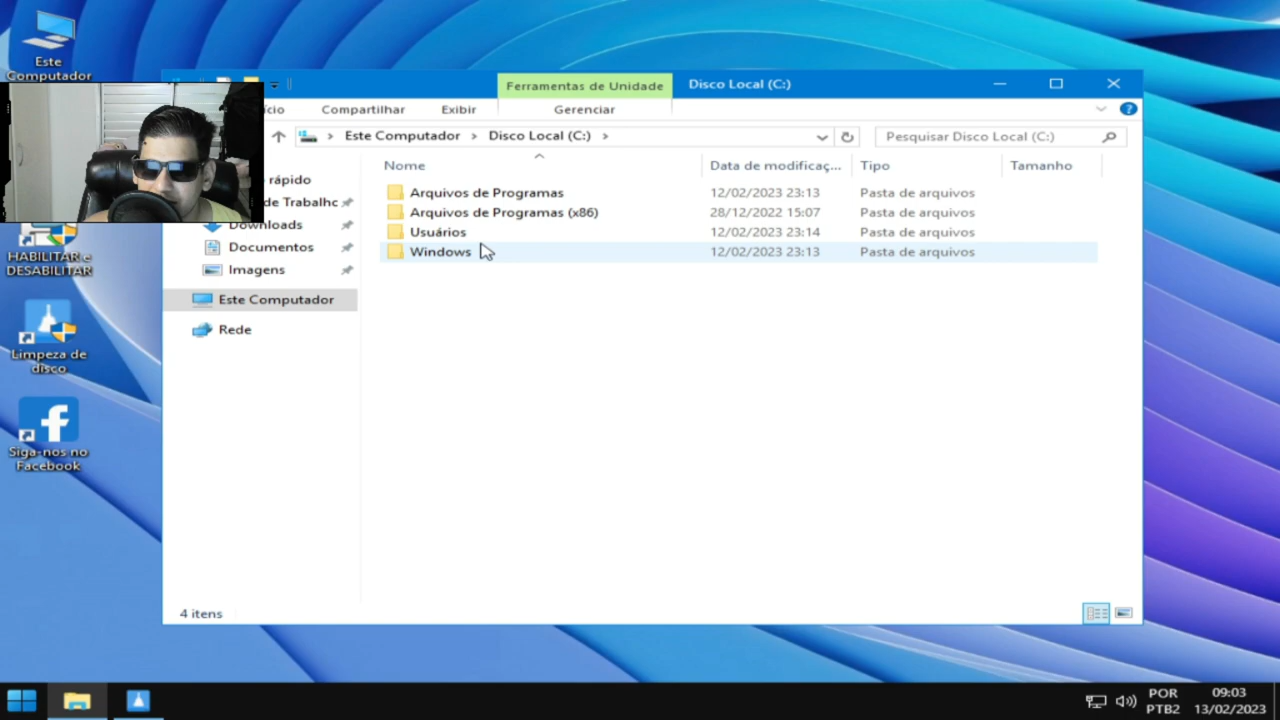 Este
Computador
Ferramentas de Unidade
Disco Local (C:)
Compartilhar
Exibir
Gerenciar
Este Computador
Disco Local (C:)
Pesquisar Disco Local (C:)
Nome
Data de modificaç...
Tipo
Tamanho
rápido
de Trabalho
Downloads
Documentos
Imagens
Este Computador
Rede
Arquivos de Programas 12/02/2023 23:13 Pasta de arquivos
Arquivos de Programas (x86) 28/12/2022 15:07 Pasta de arquivos
Usuários 12/02/2023 23:14 Pasta de arquivos
Windows 12/02/2023 23:13 Pasta de arquivos
HABILITAR e
DESABILITAR
Limpeza de
disco
Siga-nos no
Facebook
4 itens
POR
PTB2
09:03
13/02/2023